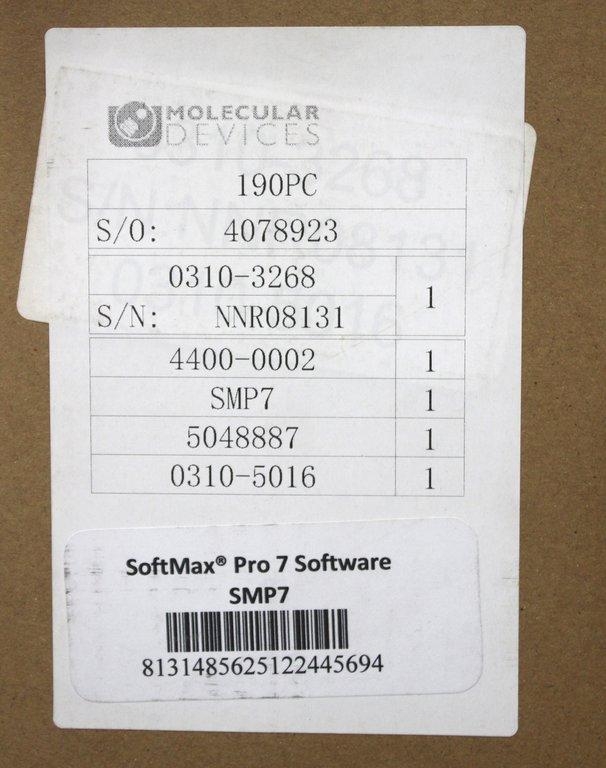 MOLECULAR
DEVICES
190PC
S/O: 4078923
0310-3268
1
S/N: NNR08131
4400-0002 1
SMP7 1
5048887 1
0310-5016 1
SoftMax® Pro 7 Software
SMP7
8131485625122445694